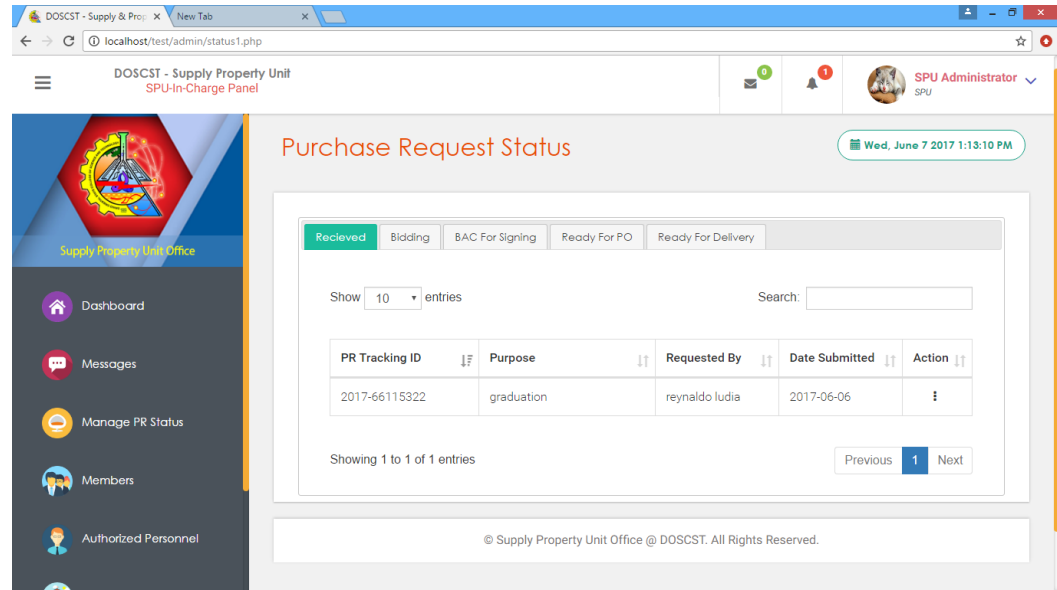 DOSCST - Supply & Prop
New Tab
localhost/test/admin/status1.php
DOSCST - Supply Property Unit
SPU-In-Charge Panel
0
1
SPU Administrator
SPU
Supply Property Unit Office
Purchase Request Status
Wed, June 7 2017 1:13:10 PM
Dashboard
Messages
Manage PR Status
Members
Authorized Personnel
Recieved Bidding BAC For Signing Ready For PO Ready For Delivery
Show 10 entries Search:
PR Tracking ID Purpose Requested By Date Submitted Action
2017-66115322 graduation reynaldo ludia 2017-06-06
Showing 1 to 1 of 1 entries Previous 1 Next
© Supply Property Unit Office @ DOSCST. All Rights Reserved.